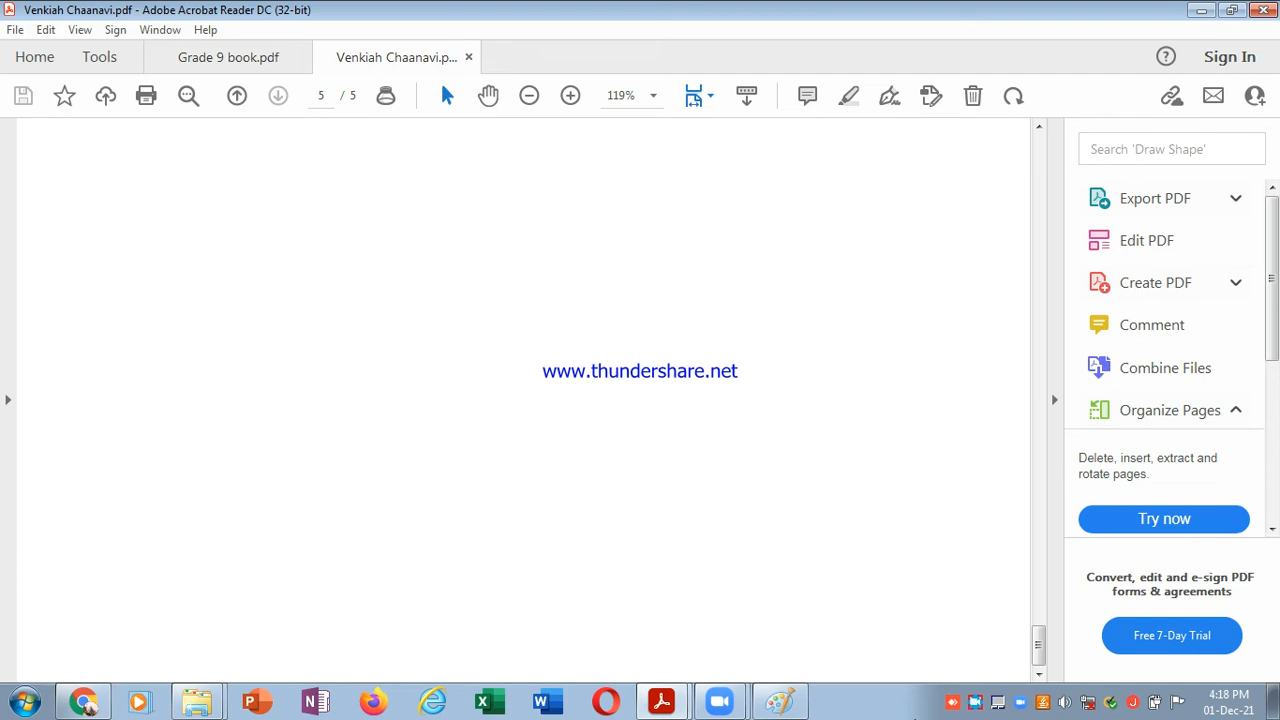 Venkiah Chaanavi.pdf - Adobe Acrobat Reader DC (32-bit)
File Edit View Sign Window Help
Home Tools Grade 9 book.pdf Venkiah Chaanavi.p... Sign In
5 / 5 119%
Search 'Draw Shape'
Export PDF
Edit PDF
Create PDF
Comment
Combine Files
Organize Pages
Delete, insert, extract and
rotate pages.
Try now
Convert, edit and e-sign PDF
forms & agreements
Free 7-Day Trial
www.thundershare.net
4:18 PM
01-Dec-21